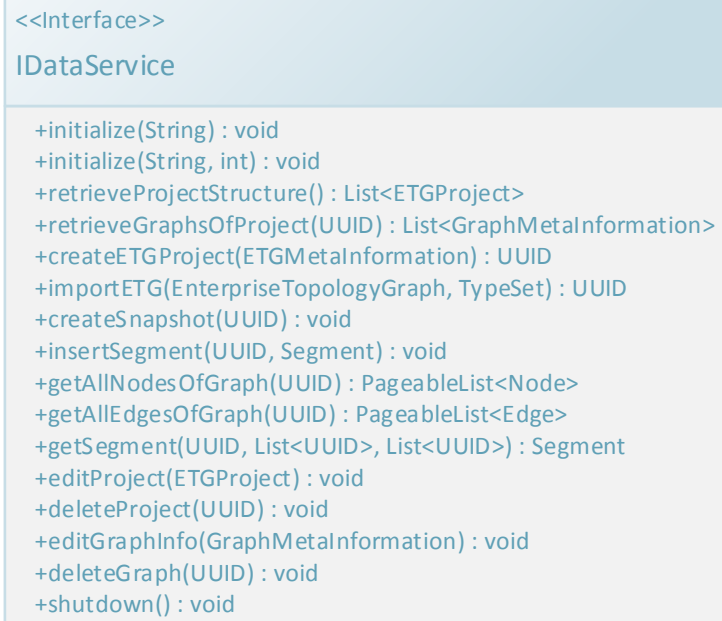 <<Interface>>
IDataService
+initialize(String) : void
+initialize(String, int) : void
+retrieveProjectStructure() : List<ETGProject>
+retrieveGraphsOfProject(UUID) : List<GraphMetaInformation>
+createETGProject(ETGMetaInformation) : UUID
+importETG(EnterpriseTopologyGraph, TypeSet) : UUID
+createSnapshot(UUID) : void
+insertSegment(UUID, Segment) : void
+getAllNodesOfGraph(UUID) : PageableList<Node>
+getAllEdgesOfGraph(UUID) : PageableList<Edge>
+getSegment(UUID, List<UUID>, List<UUID>) : Segment
+editProject(ETGProject) : void
+deleteProject(UUID) : void
+editGraphInfo(GraphMetaInformation) : void
+deleteGraph(UUID) : void
+shutdown() : void